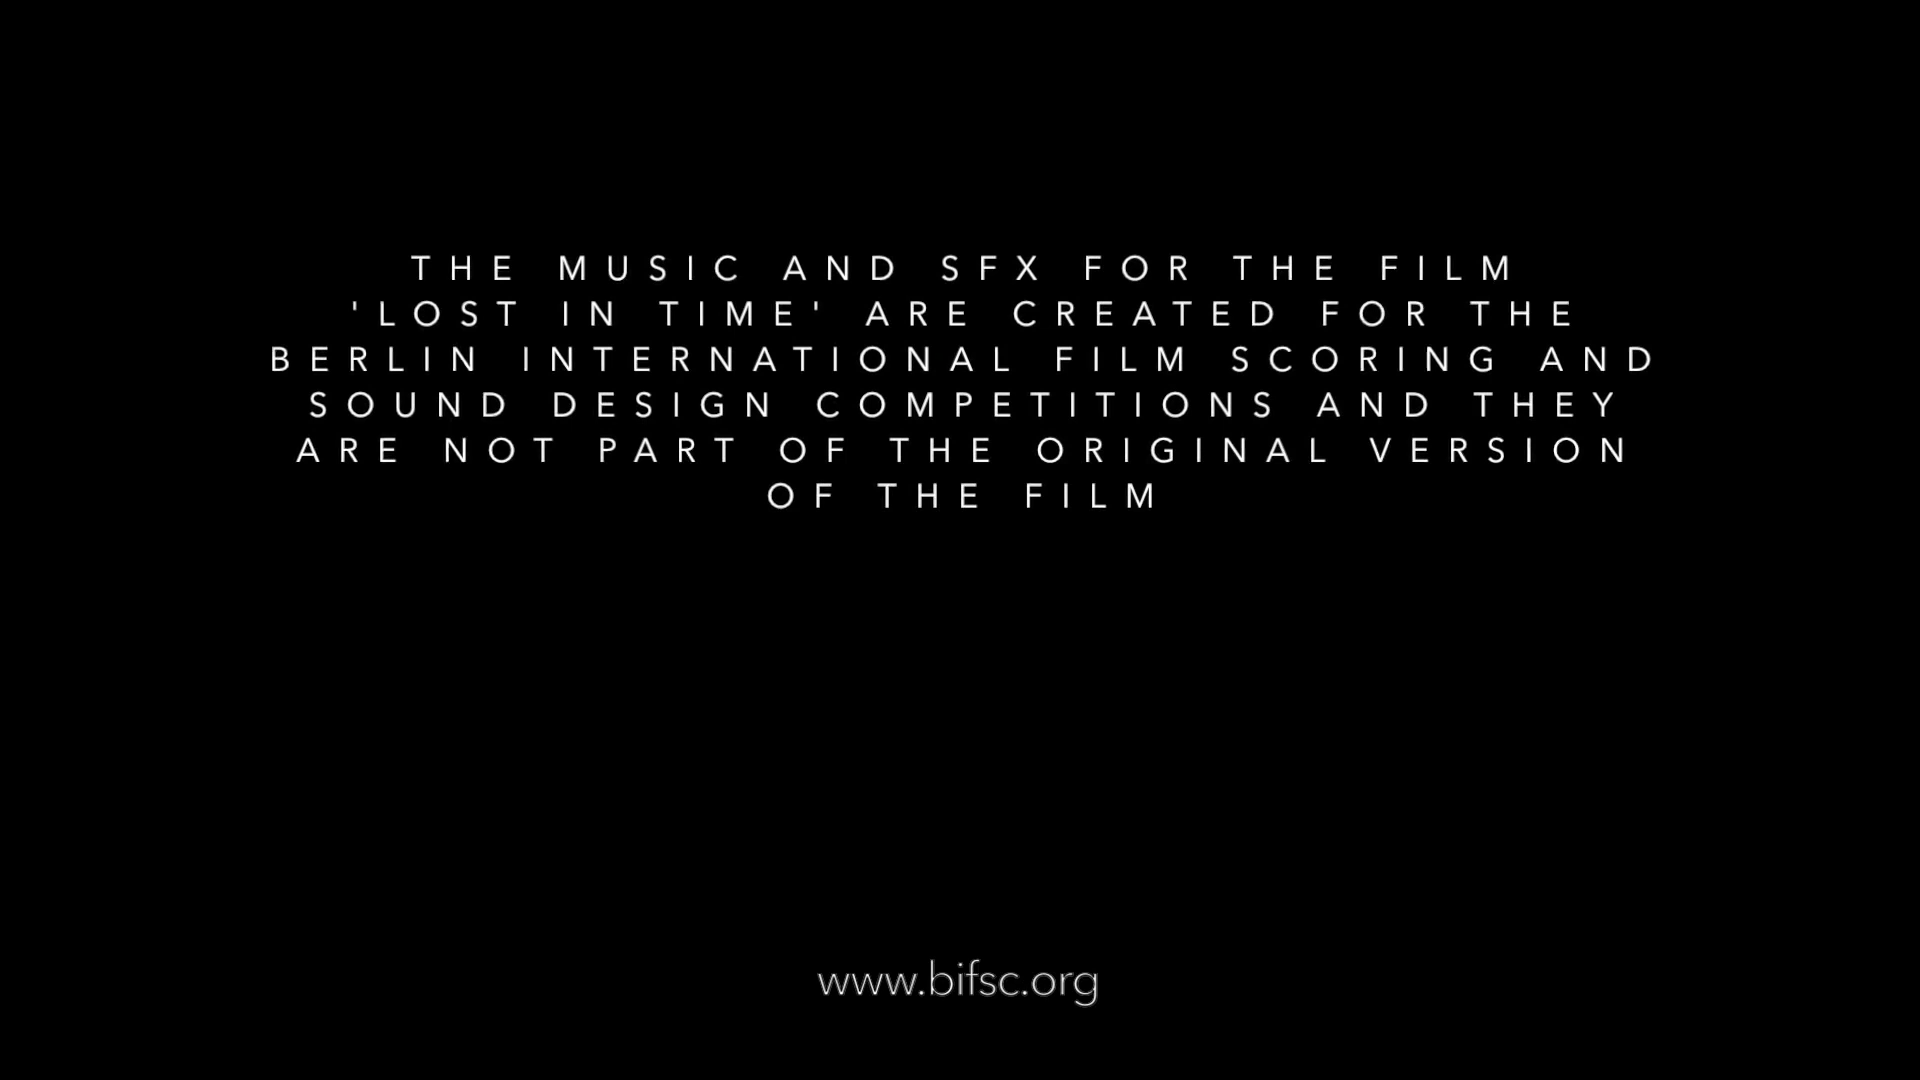 THE MUSIC AND SFX FOR THE FILM
'LOST IN TIME' ARE CREATED FOR THE
BERLIN INTERNATIONAL FILM SCORING AND
SOUND DESIGN COMPETITIONS AND THEY
ARE NOT PART OF THE ORIGINAL VERSION
OF THE FILM
www.bifsc.org